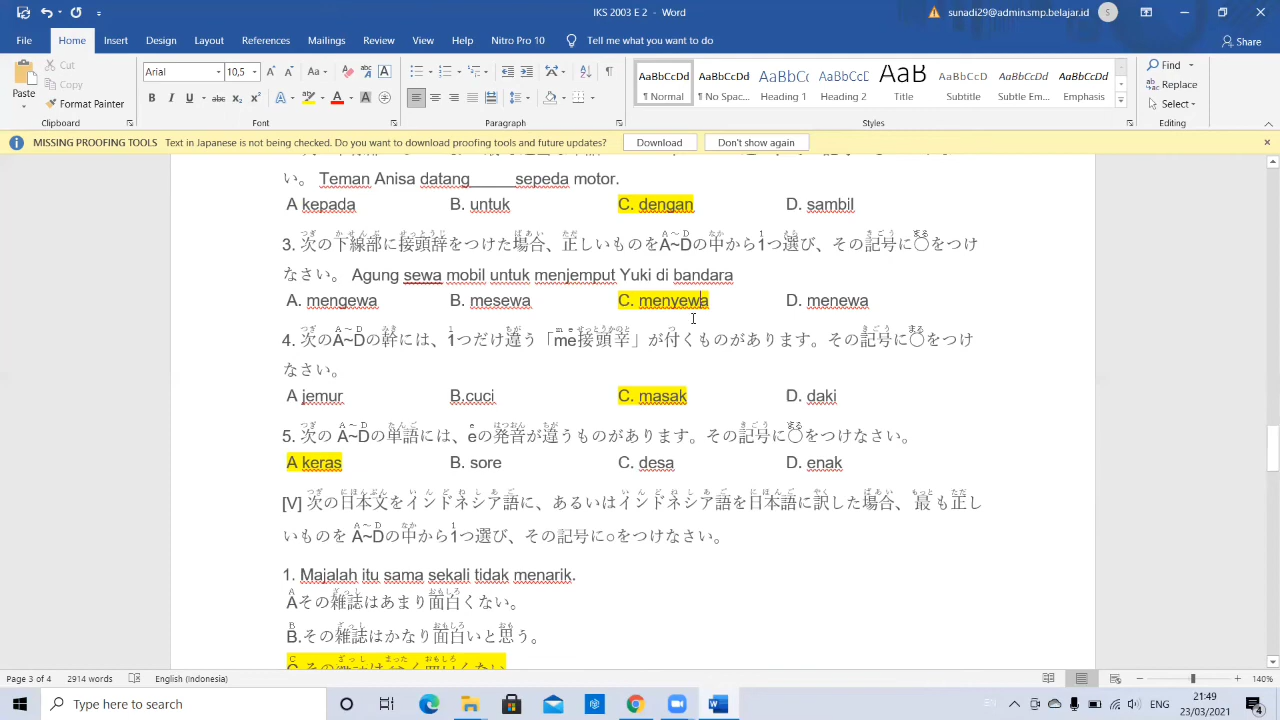 IKS 2003 E 2 - Word
sunadi2@admin.smp.belajar.id
S
File Home Insert Design Layout References Mailings Review View Nitro Pro 10 Tell me what you want to do
Share
Cut
Copy
Format Painter
Paste
Clipboard
Arial 10,5
Font
Paragraph
AaBbCcDd AaBbCcDd AaBbC( AaBbCcC AaB AaBbCcD AaBbCcDd AaBbCcDd
¶ Normal ¶ No Spac... Heading 1 Heading 2 Title Subtitle Subtle Em... Emphasis
Styles
Find
Replace
Select
Editing
MISSING PROOFING TOOLS Text in Japanese is not being checked. Do you want to download proofing tools and future updates? Download Don't show again
い。 Teman Anisa datang_____sepeda motor.
A kepada B. untuk C. dengan D. sambil
3. 次の下線部に接頭辞をつけた場合、正しいものをA~Dの中から1つ選び、その記号に〇をつけ
なさい。 Agung sewa mobil untuk menjemput Yuki di bandara
A. mengewa B. mesewa C. menyewa D. menewa
4. 次のA~Dの幹には、1つだけ違う「me接頭辛」が付くものがあります。その記号に〇をつけ
なさい。
A jemur B.cuci C. masak D. daki
5. 次の A~Dの単語には、eの発音が違うものがあります。その記号に〇をつけなさい。
A keras B. sore C. desa D. enak
[V] 次の日本文をインドネシア語に、あるいはインドネシア語を日本語に訳した場合、最も正し
いものを A~Dの中から1つ選び、その記号に○をつけなさい。
1. Majalah itu sama sekali tidak menarik.
Aその雑誌はあまり面白くない。
B.その雑誌はかなり面白いと思う。
Page 3 of 4 2914 words English (Indonesia) 140%
Type here to search
21:49
23/03/2021
4